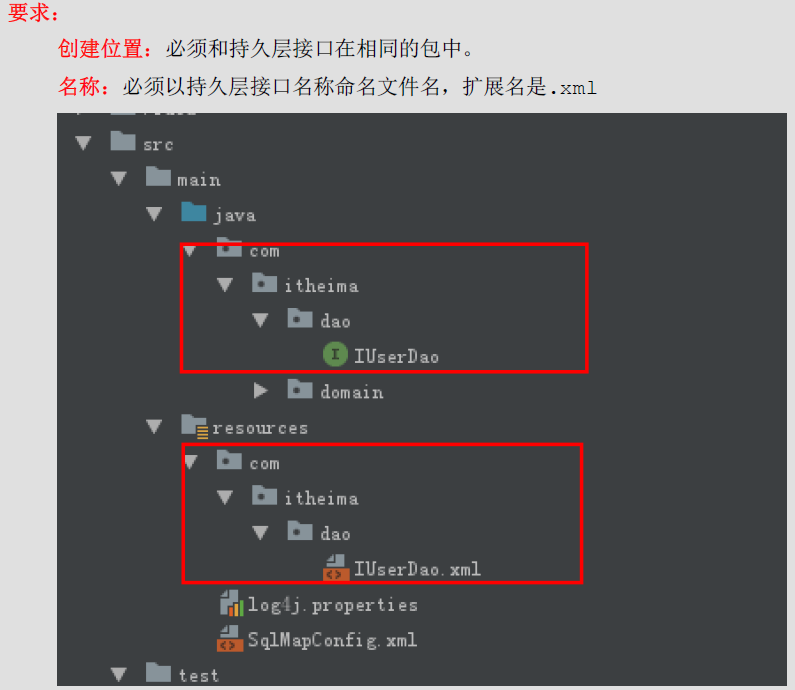 要求：
创建位置：必须和持久层接口在相同的包中。
名称：必须以持久层接口名称命名文件名，扩展名是.xml
src
main
java
com
itheima
dao
IUserDao
domain
resources
com
itheima
dao
IUserDao.xml
log4j.properties
SqlMapConfig.xml
test